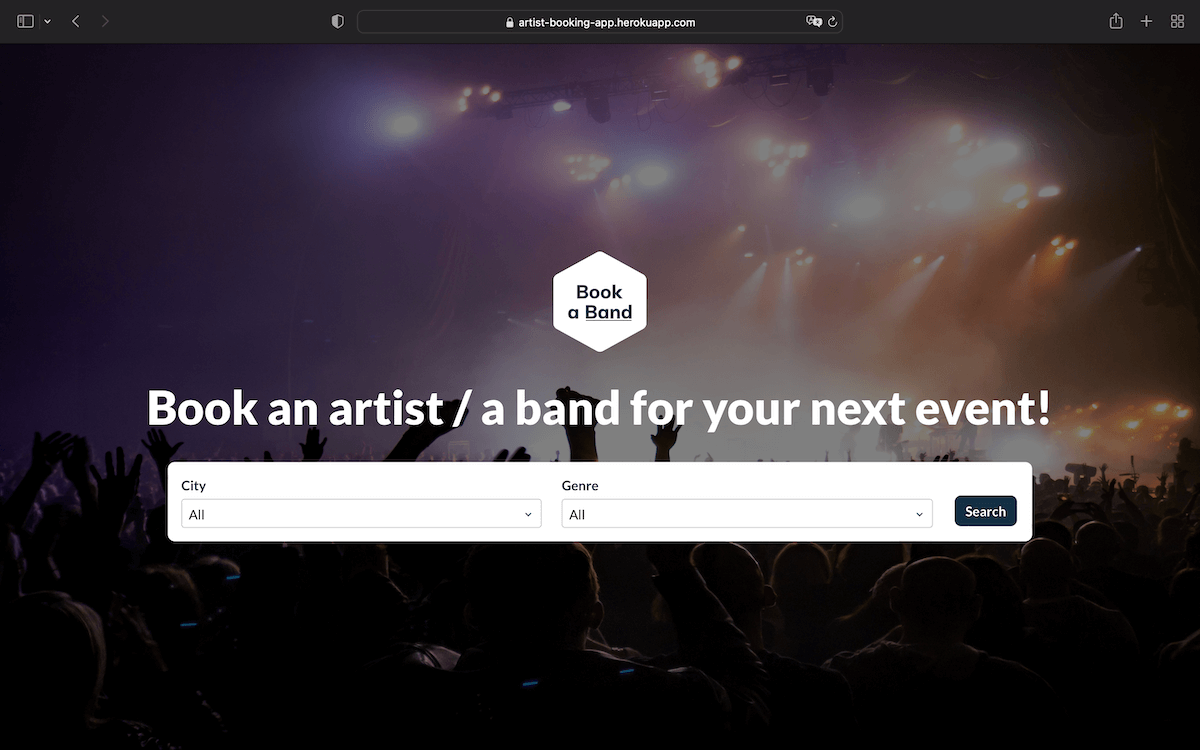 artist-booking-app.herokuapp.com
Book
a Band
Book an artist / a band for your next event!
City
Genre
All
All
Search